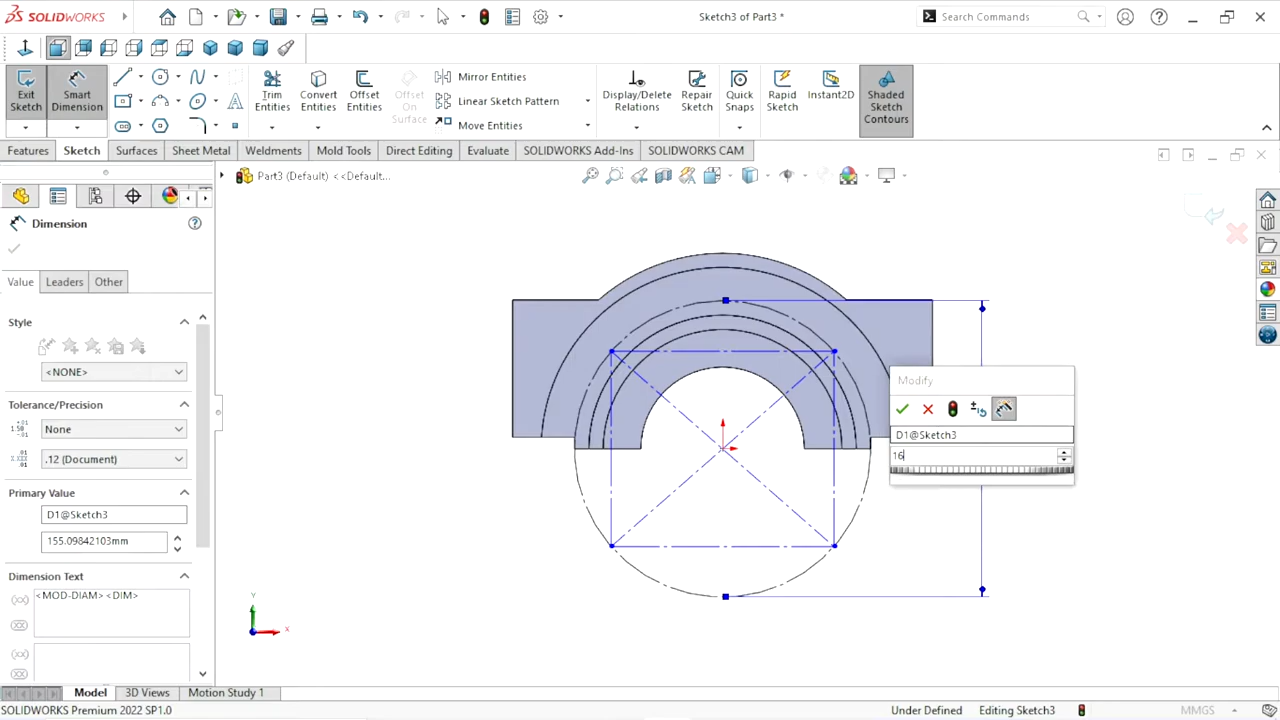 SOLIDWORKS
Sketch3 of Part3 *
Search Commands
Exit Sketch
Smart Dimension
Trim Entities
Convert Entities
Offset Entities
Offset On Surface
Mirror Entities
Linear Sketch Pattern
Move Entities
Display/Delete Relations
Repair Sketch
Quick Snaps
Rapid Sketch
Instant2D
Shaded Sketch Contours
Features
Sketch
Surfaces
Sheet Metal
Weldments
Mold Tools
Direct Editing
Evaluate
SOLIDWORKS Add-Ins
SOLIDWORKS CAM
Part3 (Default) <<Default...
Dimension
Value
Leaders
Other
Style
<NONE>
Tolerance/Precision
None
.12 (Document)
Primary Value
D1@Sketch3
155.09842103mm
Dimension Text
<MOD-DIAM><DIM>
Modify
D1@Sketch3
16
Y
X
Model
3D Views
Motion Study 1
SOLIDWORKS Premium 2022 SP1.0
Under Defined
Editing Sketch3
MMGS